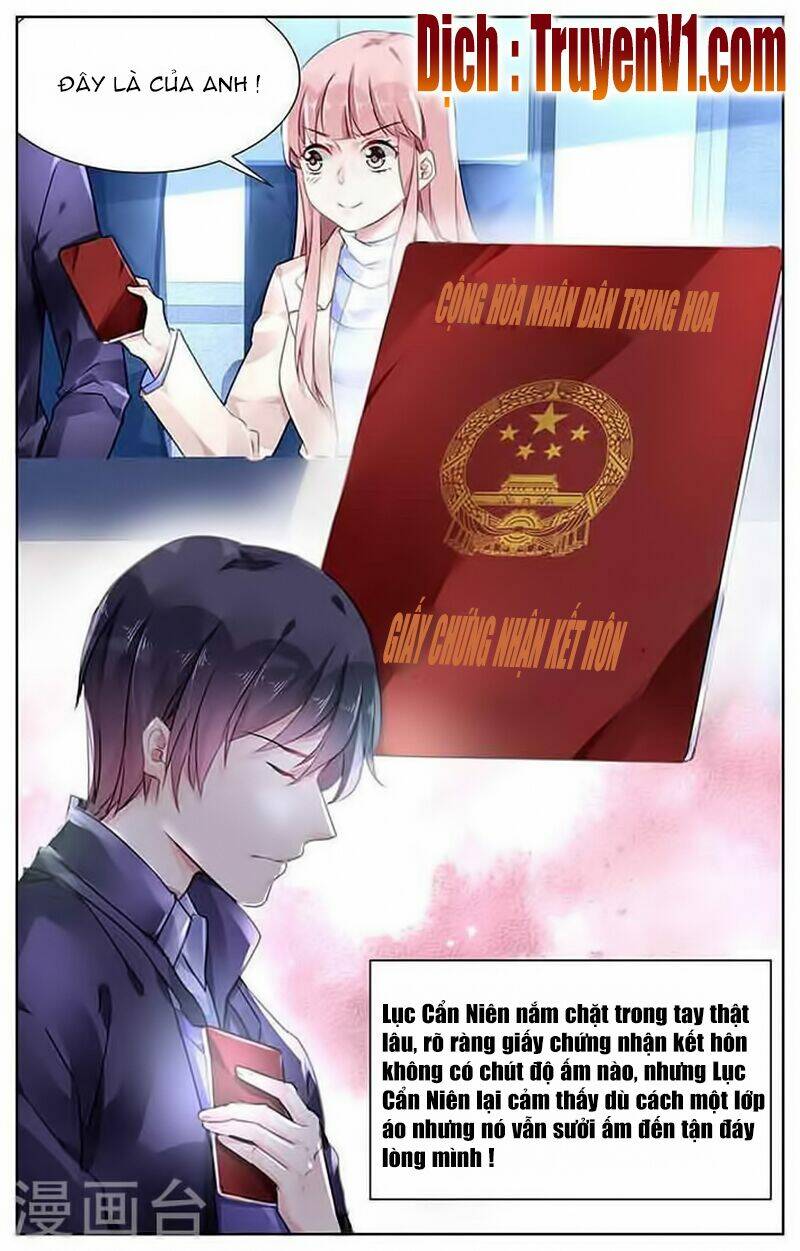 Dịch : TruyenV1.com
ĐÂY LÀ CỦA ANH !
CỘNG HÒA NHÂN DÂN TRUNG HOA
GIẤY CHỨNG NHẬN KẾT HÔN
Lục Cẩn Niên nắm chặt trong tay thật
lâu, rõ ràng giấy chứng nhận kết hôn
không có chút độ ấm nào, nhưng Lục
Cẩn Niên lại cảm thấy dù cách một lớp
áo nhưng nó vẫn sưởi ấm đến tận đáy
lòng mình !
漫画台